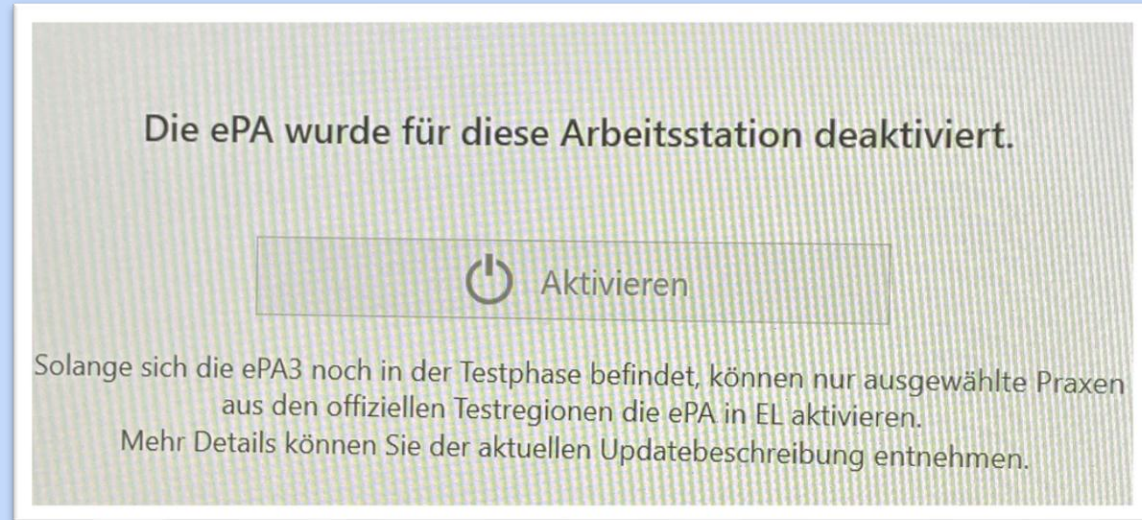 Die ePA wurde für diese Arbeitsstation deaktiviert.
Aktivieren
Solange sich die ePA3 noch in der Testphase befindet, können nur ausgewählte Praxen
aus den offiziellen Testregionen die ePA in EL aktivieren.
Mehr Details können Sie der aktuellen Updatebeschreibung entnehmen.